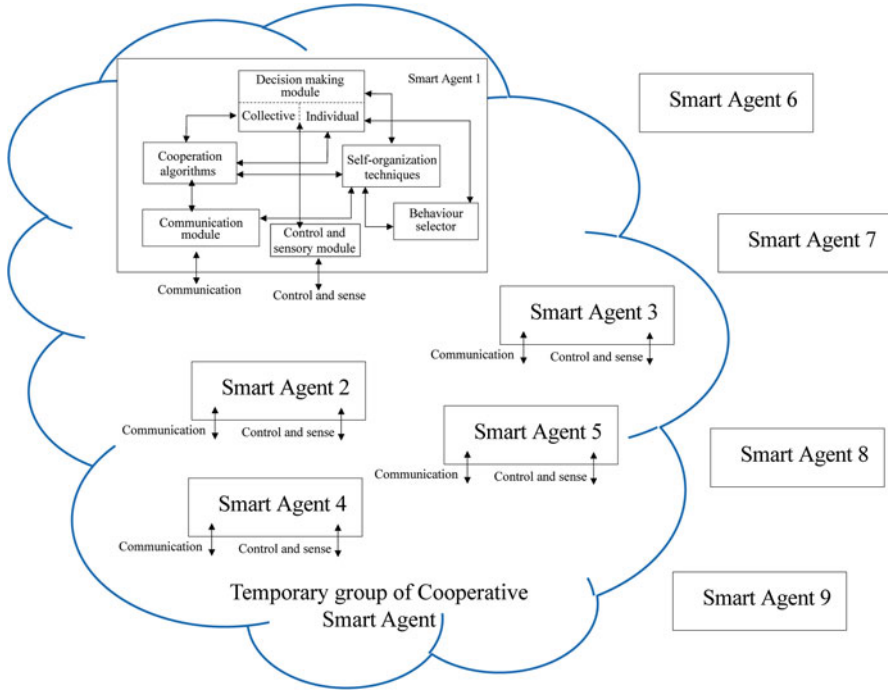 Decision making
module
Smart Agent 1
Collective
Individual
Cooperation
algorithms
Self-organization
techniques
Communication
module
Control and
sensory module
Behaviour
selector
Communication
Control and sense
Smart Agent 6
Smart Agent 7
Smart Agent 3
Communication
Control and sense
Smart Agent 2
Communication
Control and sense
Smart Agent 5
Communication
Control and sense
Smart Agent 8
Smart Agent 4
Communication
Control and sense
Temporary group of Cooperative
Smart Agent
Smart Agent 9